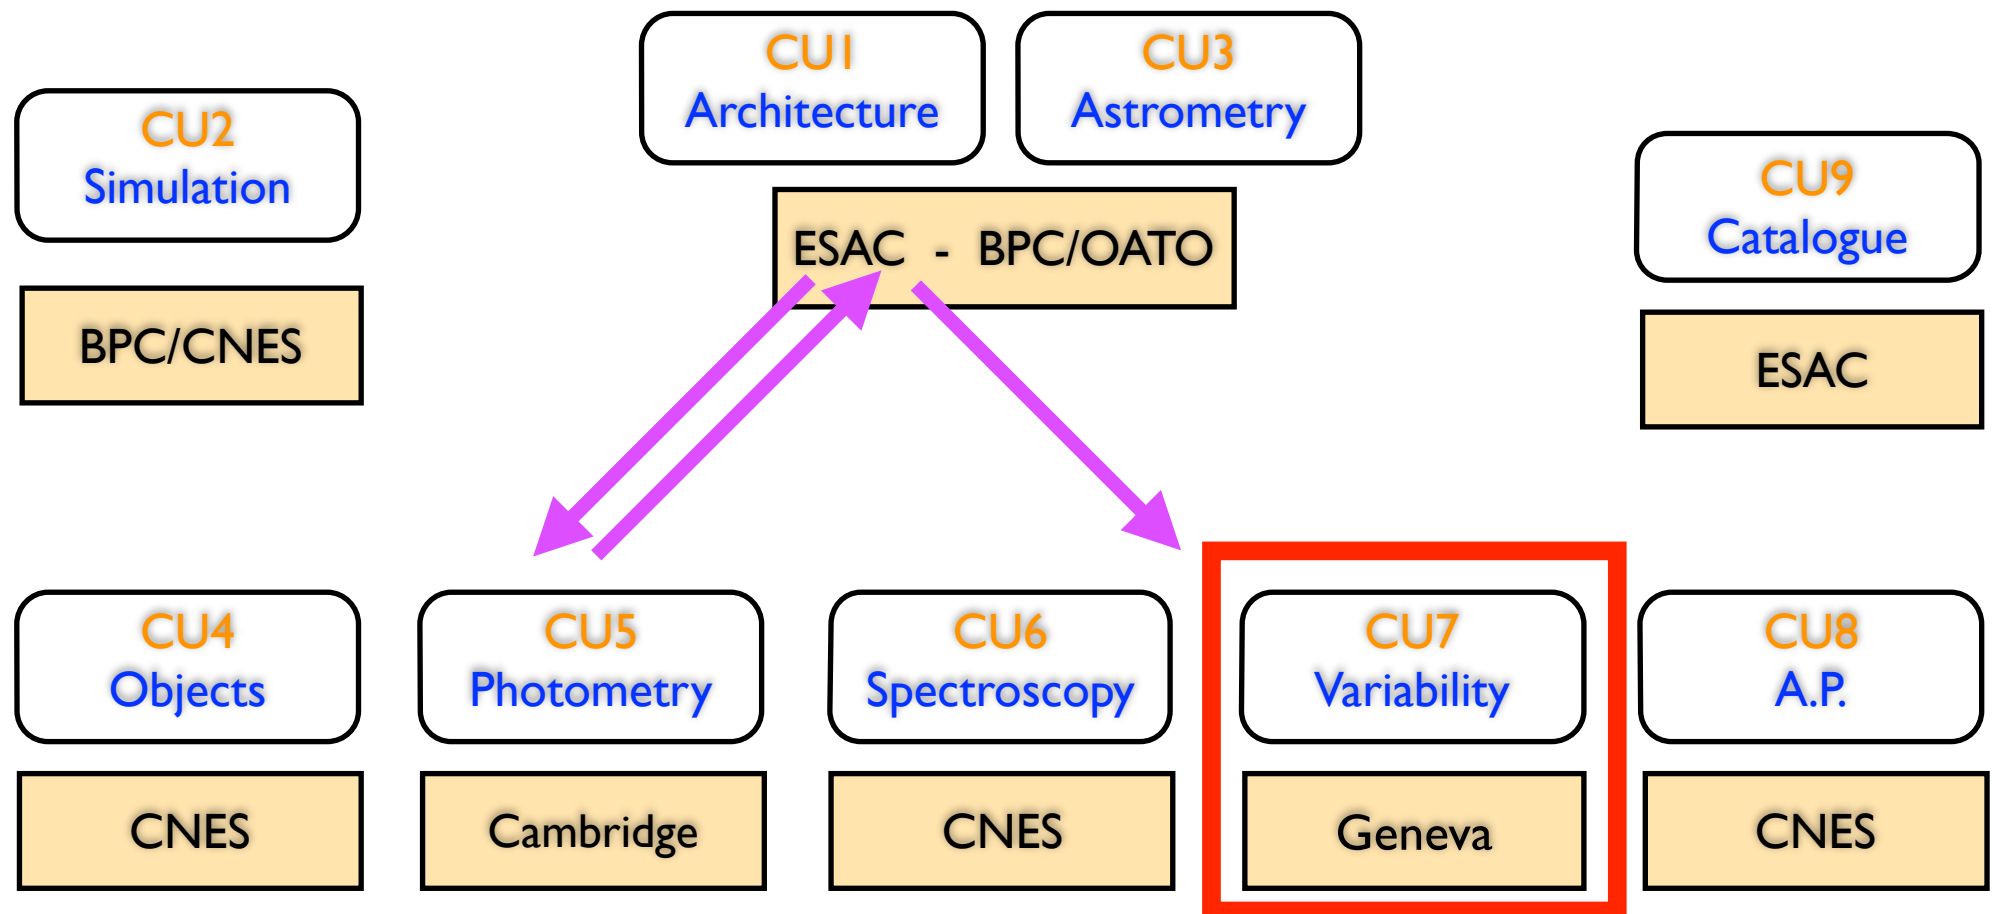 CU1
Architecture
CU3
Astrometry
CU2
Simulation
CU9
Catalogue
ESAC - BPC/OATO
BPC/CNES
ESAC
CU4
Objects
CU5
Photometry
CU6
Spectroscopy
CU7
Variability
CU8
A.P.
CNES
Cambridge
CNES
Geneva
CNES